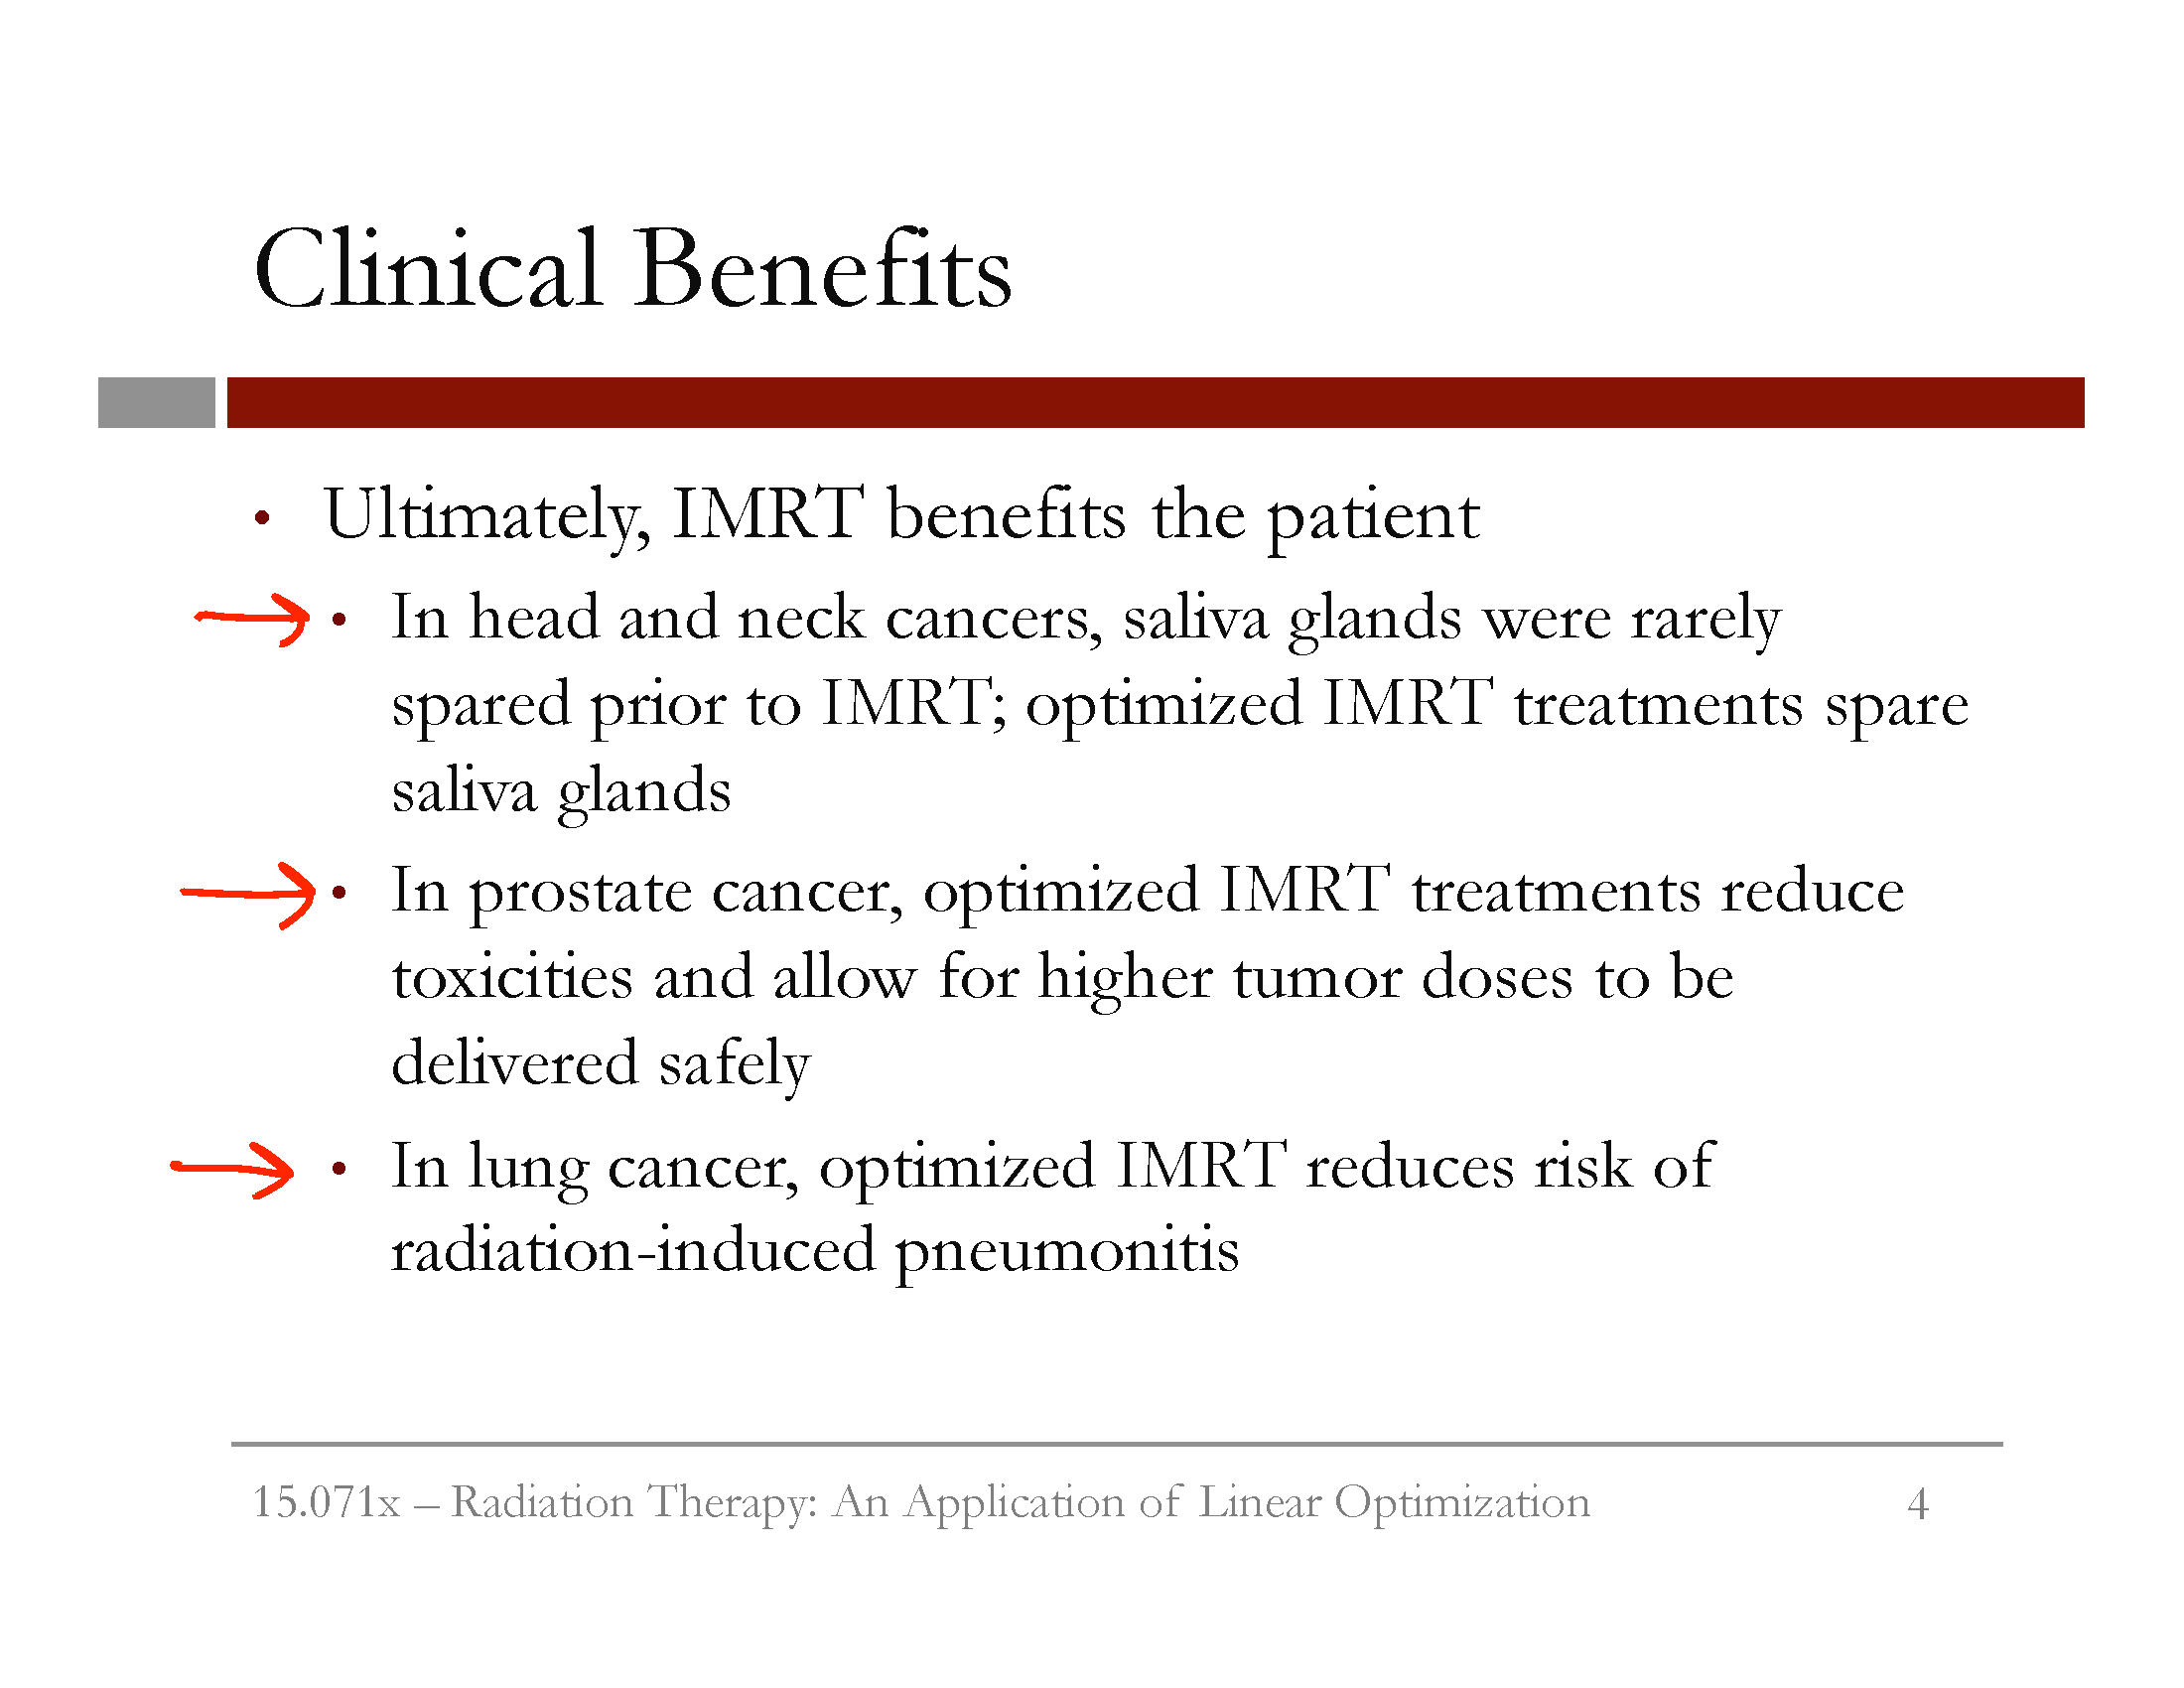 Clinical Benefits
• Ultimately, IMRT benefits the patient
• In head and neck cancers, saliva glands were rarely
spared prior to IMRT; optimized IMRT treatments spare
saliva glands
• In prostate cancer, optimized IMRT treatments reduce
toxicities and allow for higher tumor doses to be
delivered safely
• In lung cancer, optimized IMRT reduces risk of
radiation-induced pneumonitis
15.071x – Radiation Therapy: An Application of Linear Optimization 4